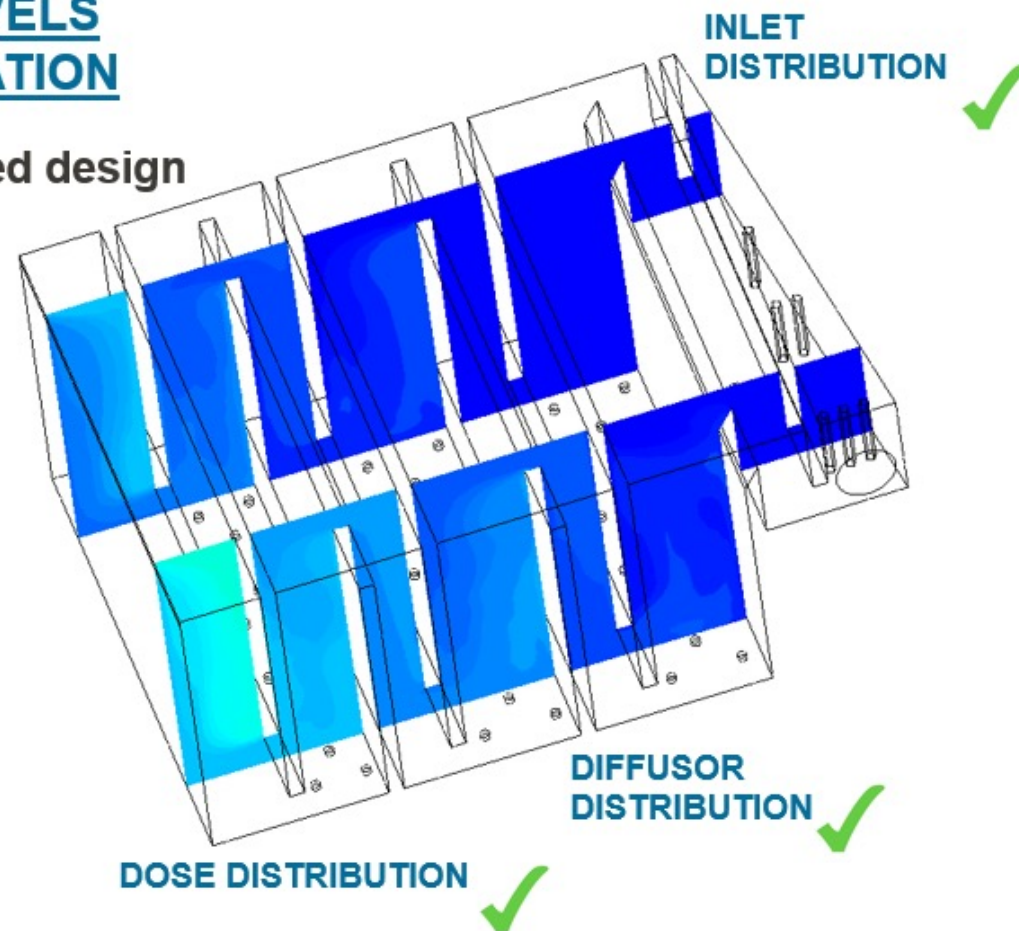 VELS
ATION
ed design
INLET
DISTRIBUTION
DIFFUSOR
DISTRIBUTION
DOSE DISTRIBUTION